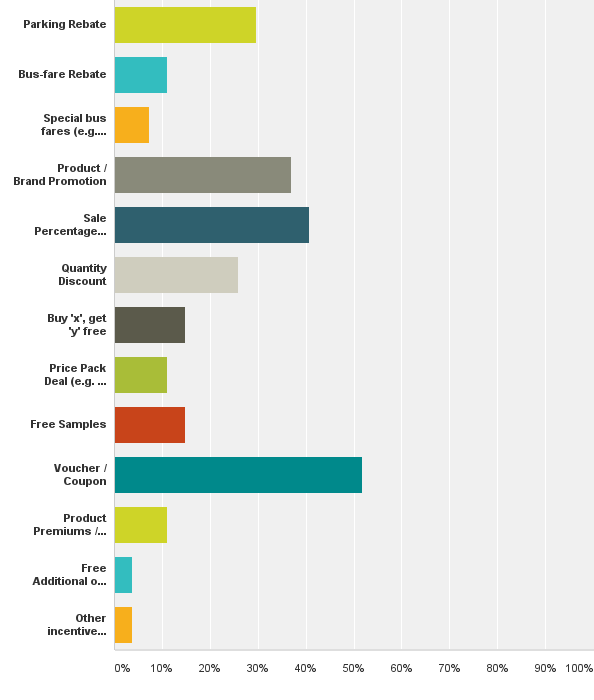 Parking Rebate
Bus-fare Rebate
Special bus
fares (e.g....
Product /
Brand Promotion
Sale
Percentage...
Quantity
Discount
Buy 'x', get
'y' free
Price Pack
Deal (e.g. ...
Free Samples
Voucher /
Coupon
Product
Premiums /...
Free
Additional o...
Other
incentive...
0% 10% 20% 30% 40% 50% 60% 70% 80% 90% 100%